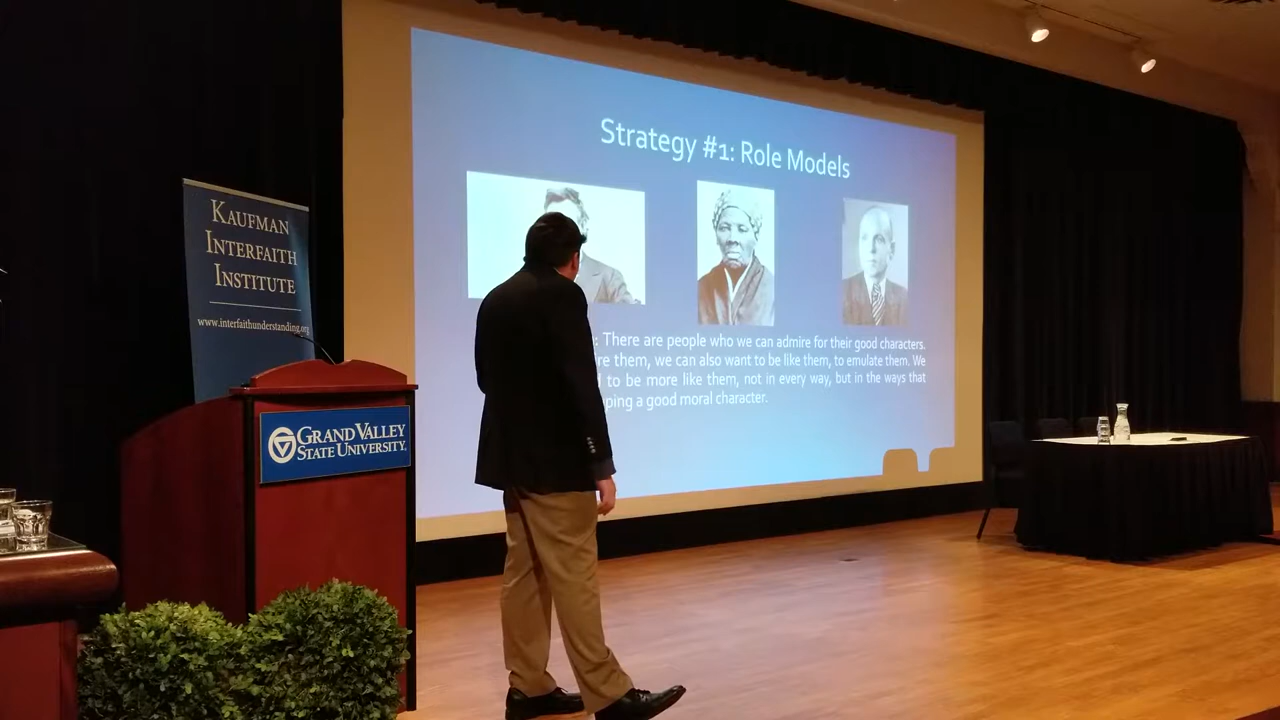 Strategy #1: Role Models
: There are people who we can admire for their good characters.
them, we can also want to be like them, to emulate them. We
to be more like them, not in every way, but in the ways that
a good moral character.
KAUFMAN
INTERFAITH
INSTITUTE
www.interfaithunderstanding.org
GRAND VALLEY
STATE UNIVERSITY